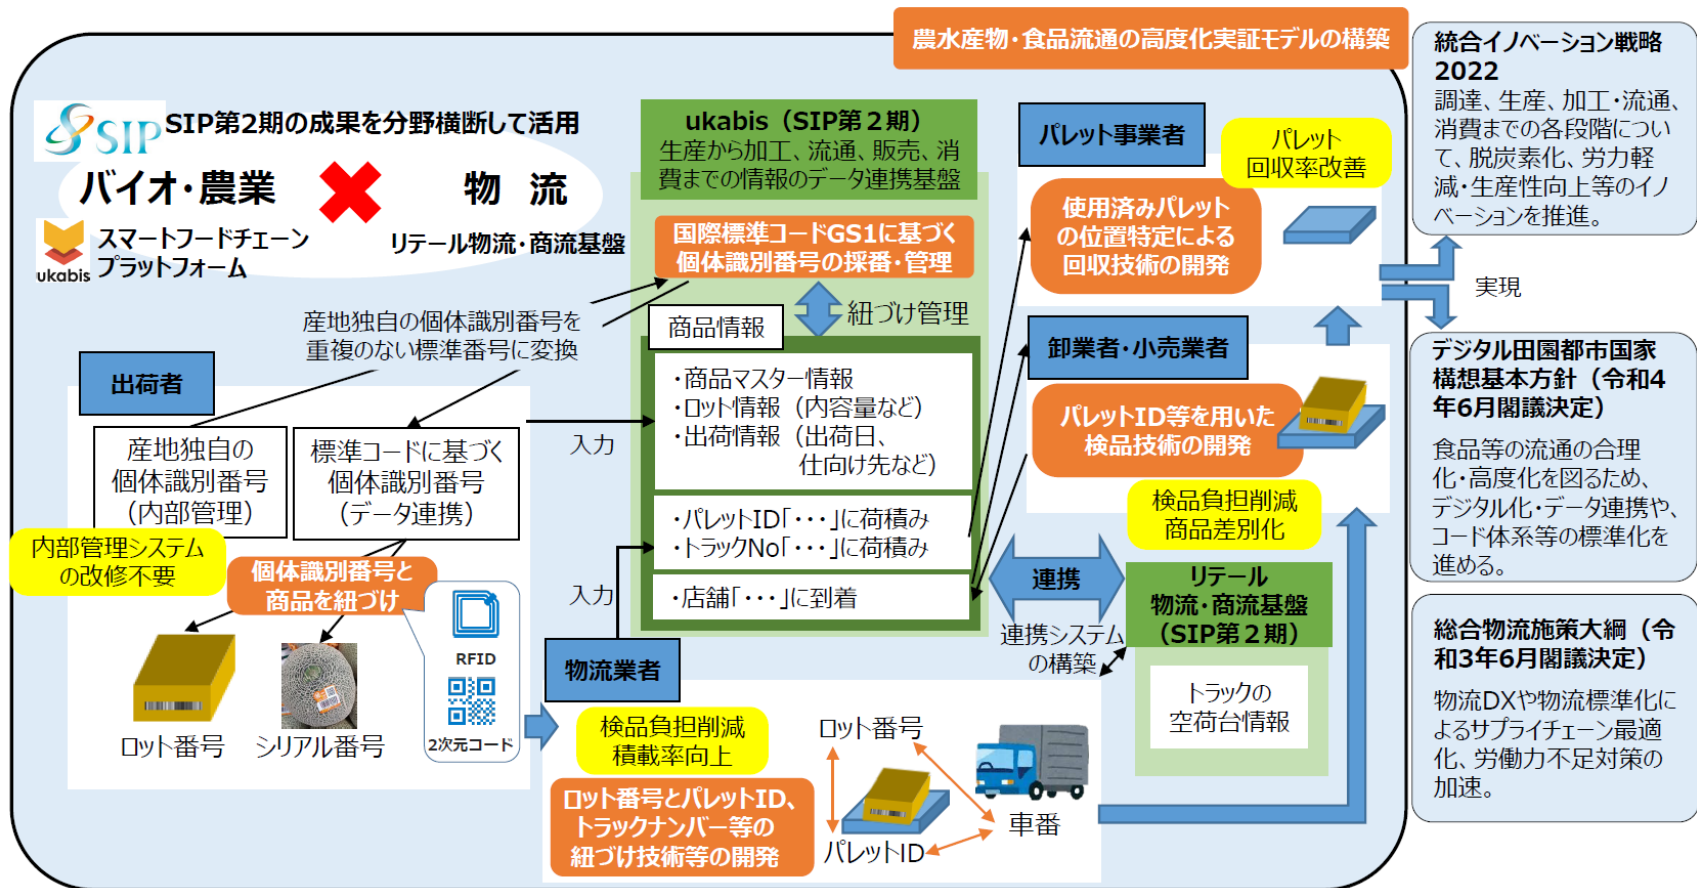 農水産物・食品流通の高度化実証モデルの構築
SIP
SIP第2期の成果を分野横断して活用
バイオ・農業
物 流
ukabis
スマートフードチェーン
プラットフォーム
リテール物流・商流基盤
ukabis（SIP第２期）
生産から加工、流通、販売、消
費までの情報のデータ連携基盤
国際標準コードGS1に基づく
個体識別番号の採番・管理
紐づけ管理
商品情報
・商品マスター情報
・ロット情報（内容量など）
・出荷情報（出荷日、
仕向け先など）
・パレットID「・・・」に荷積み
・トラックNo「・・・」に荷積み
・店舗「・・・」に到着
産地独自の個体識別番号を
重複のない標準番号に変換
出荷者
産地独自の
個体識別番号
（内部管理）
標準コードに基づく
個体識別番号
（データ連携）
入力
内部管理システム
の改修不要
個体識別番号と
商品を紐づけ
RFID
2次元コード
ロット番号
シリアル番号
入力
物流業者
検品負担削減
積載率向上
ロット番号とパレットID、
トラックナンバー等の
紐づけ技術等の開発
ロット番号
パレットID
車番
パレット事業者
パレット
回収率改善
使用済みパレット
の位置特定による
回収技術の開発
卸業者・小売業者
パレットID等を用いた
検品技術の開発
検品負担削減
商品差別化
連携
連携システム
の構築
リテール
物流・商流基盤
（SIP第２期）
トラックの
空荷台情報
実現
統合イノベーション戦略
2022
調達、生産、加工・流通、
消費までの各段階につい
て、脱炭素化、労力軽
減・生産性向上等のイノ
ベーションを推進。
デジタル田園都市国家
構想基本方針（令和4
年6月閣議決定）
食品等の流通の合理
化・高度化を図るため、
デジタル化・データ連携や、
コード体系等の標準化を
進める。
総合物流施策大綱（令
和3年6月閣議決定）
物流DXや物流標準化に
よるサプライチェーン最適
化、労働力不足対策の
加速。